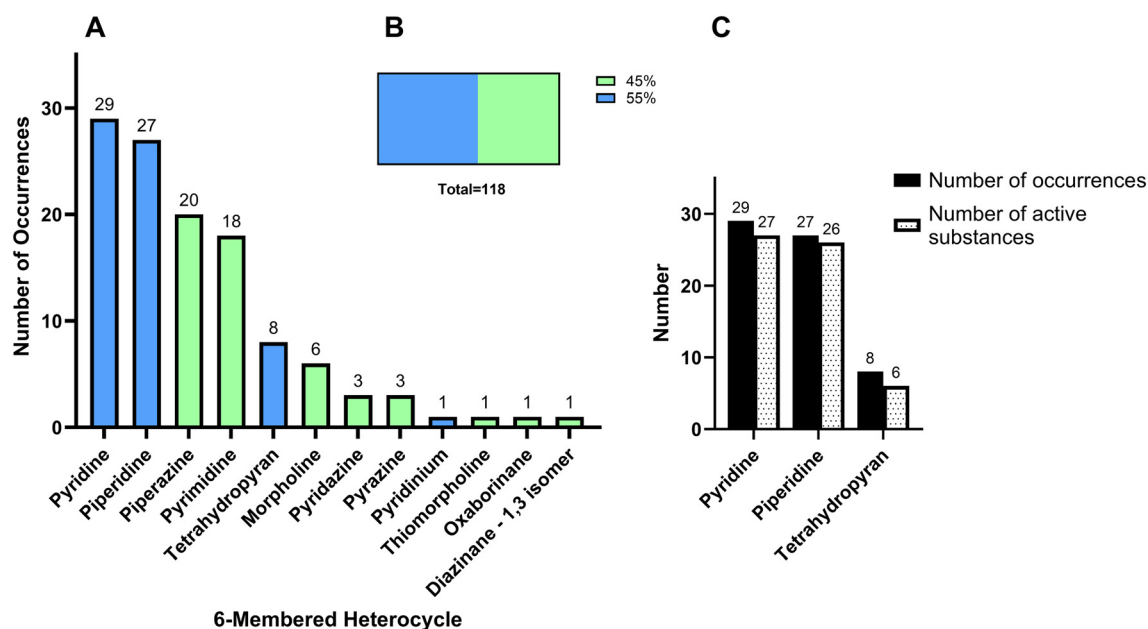 A
Number of Occurrences
30
20
10
0
29
27
20
18
8
6
3
3
1
1
1
1
Pyridine
Piperidine
Piperazine
Pyrimidine
Tetrahydropyran
Morpholine
Pyridazine
Pyrazine
Pyridinium
Thiomorpholine
Oxaborinane
Diazinane - 1,3 isomer
6-Membered Heterocycle
B
45%
55%
Total=118
C
Number of occurrences
Number of active
substances
Number
30
20
10
0
29
27
27
26
8
6
Pyridine
Piperidine
Tetrahydropyran